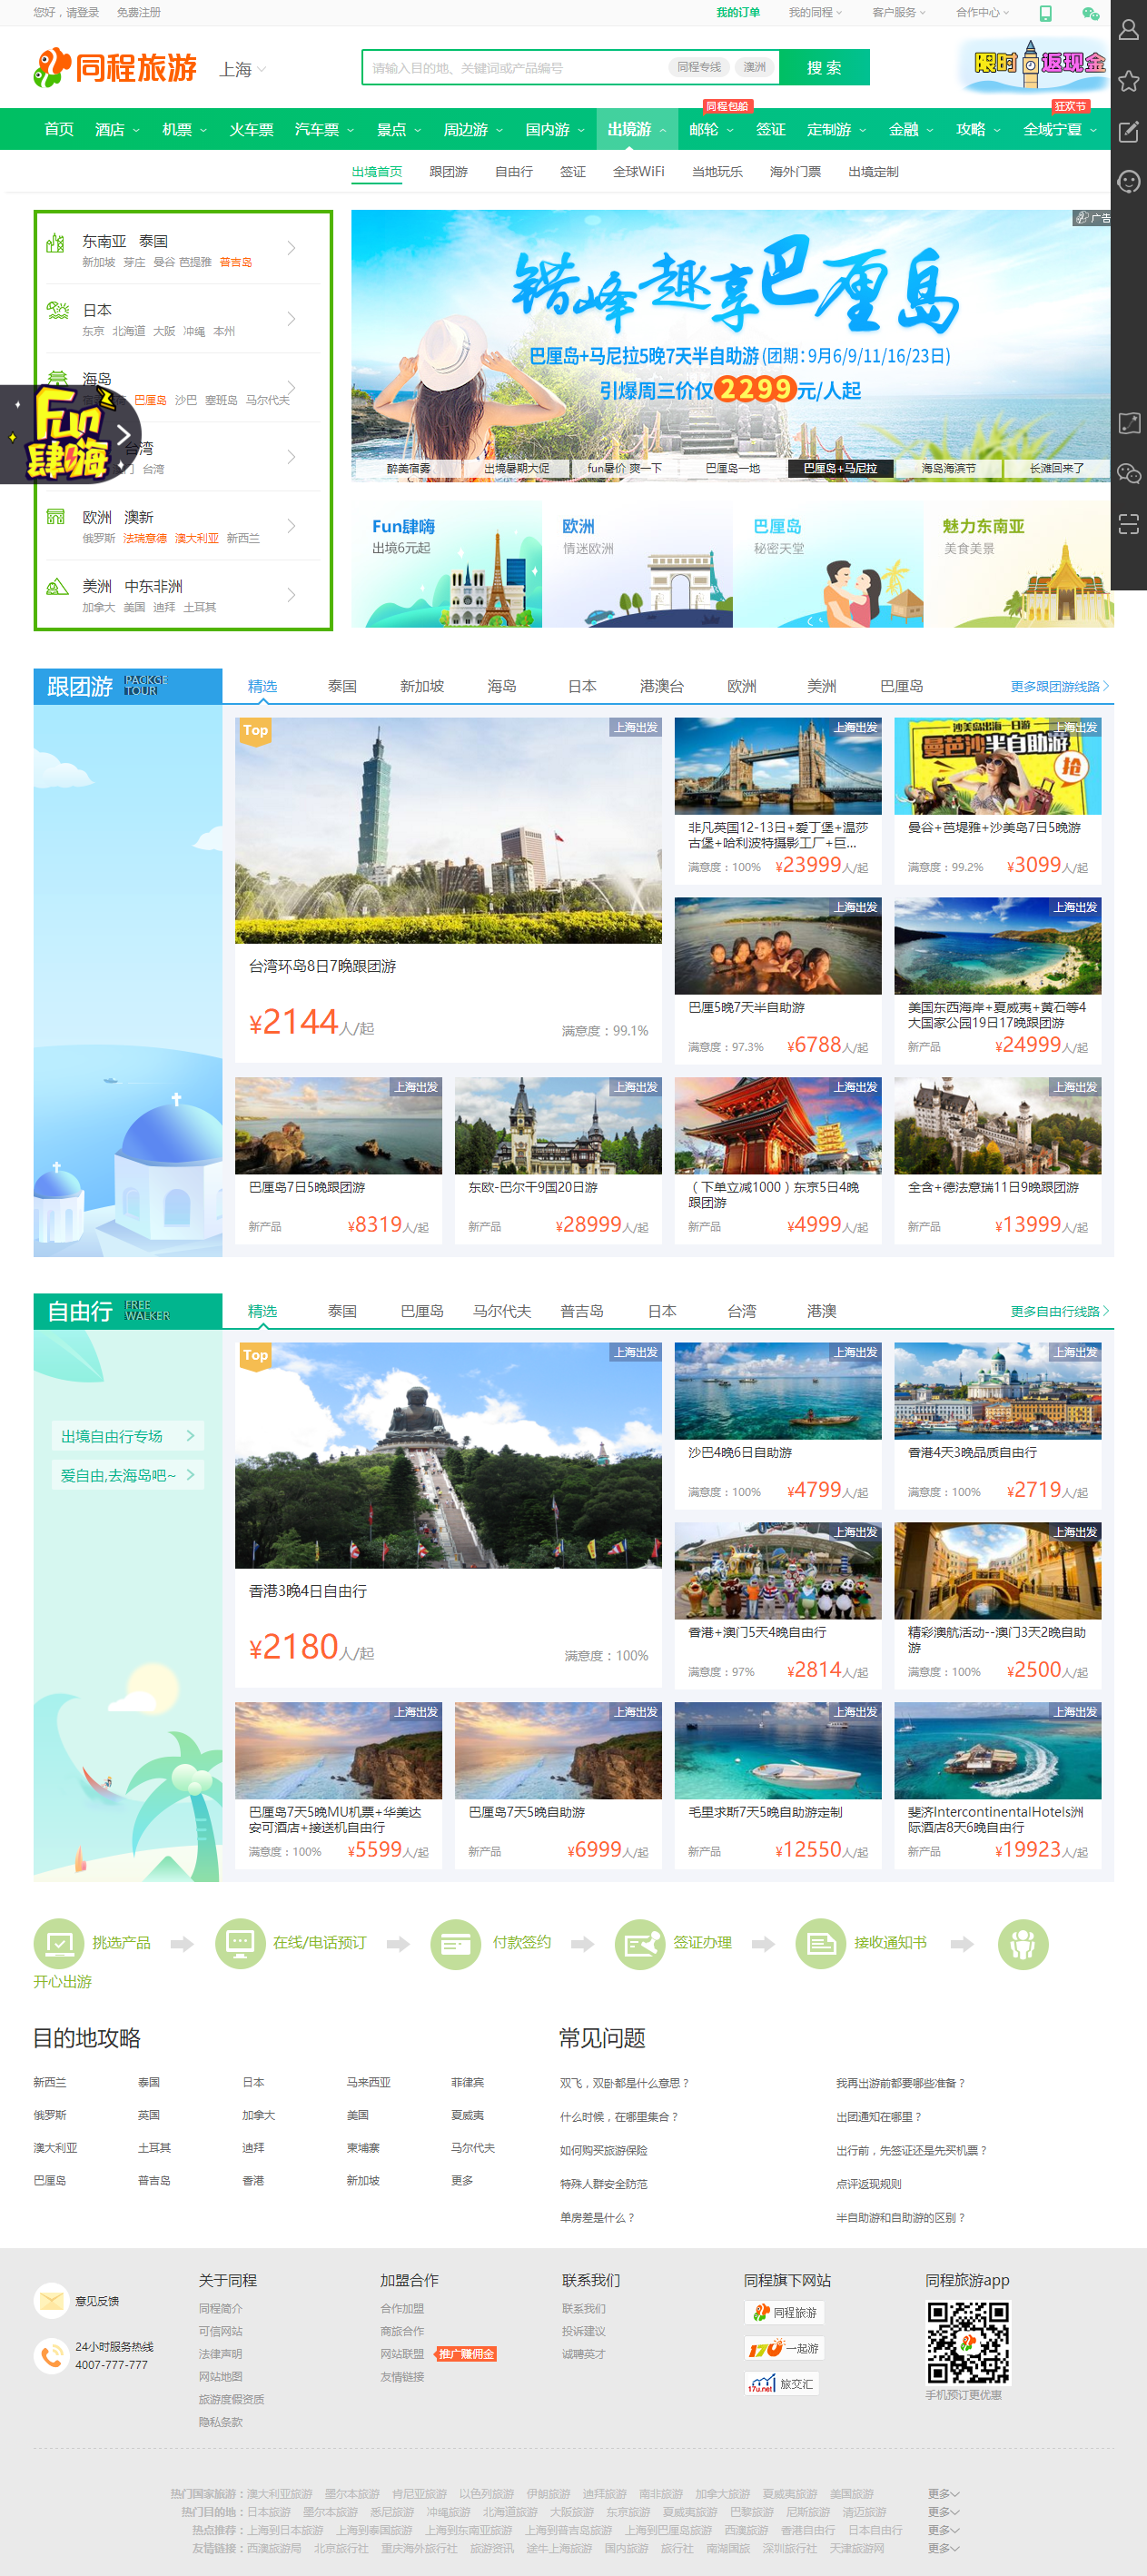 您好，请登录 免费注册 我的订单 我的同程 客户服务 合作中心
同程旅游 上海 请输入目的地、关键词或产品编号 同程专线 澳洲 搜 索 限时 返现金
同程包船 狂欢节
首页 酒店 机票 火车票 汽车票 景点 周边游 国内游 出境游 邮轮 签证 定制游 金融 攻略 全域宁夏
出境首页 跟团游 自由行 签证 全球WiFi 当地玩乐 海外门票 出境定制
东南亚 泰国
新加坡 芽庄 曼谷 芭提雅 普吉岛
日本
东京 北海道 大阪 冲绳 本州
海岛
巴厘岛 沙巴 塞班岛 马尔代夫
台湾
门 台湾
Fun肆嗨
欧洲 澳新
俄罗斯 法瑞意德 澳大利亚 新西兰
美洲 中东非洲
加拿大 美国 迪拜 土耳其
广告
错峰趣享巴厘岛
巴厘岛+马尼拉5晚7天半自助游(团期：9月6/9/11/16/23日)
引爆周三价仅2299元/人起
醉美宿雾 出境暑期大促 fun暑价 爽一下 巴厘岛一地 巴厘岛+马尼拉 海岛海滨节 长滩回来了
Fun肆嗨 欧洲 巴厘岛 魅力东南亚
出境6元起 情迷欧洲 秘密天堂 美食美景
跟团游 PACKGE TOUR 精选 泰国 新加坡 海岛 日本 港澳台 欧洲 美洲 巴厘岛 更多跟团游线路
Top 上海出发
台湾环岛8日7晚跟团游
¥2144人/起 满意度：99.1%
上海出发
非凡英国12-13日+爱丁堡+温莎
古堡+哈利波特摄影工厂+巨...
满意度：100% ¥23999人/起
沙美岛出海一日游
曼芭沙半自助游
抢
上海出发
曼谷+芭堤雅+沙美岛7日5晚游
满意度：99.2% ¥3099人/起
上海出发
巴厘5晚7天半自助游
满意度：97.3% ¥6788人/起
上海出发
美国东西海岸+夏威夷+黄石等4
大国家公园19日17晚跟团游
新产品 ¥24999人/起
上海出发
巴厘岛7日5晚跟团游
新产品 ¥8319人/起
上海出发
东欧-巴尔干9国20日游
新产品 ¥28999人/起
上海出发
（下单立减1000）东京5日4晚
跟团游
新产品 ¥4999人/起
上海出发
全含+德法意瑞11日9晚跟团游
新产品 ¥13999人/起
自由行 FREE WALKER 精选 泰国 巴厘岛 马尔代夫 普吉岛 日本 台湾 港澳 更多自由行线路
出境自由行专场
爱自由,去海岛吧~
Top 上海出发
香港3晚4日自由行
¥2180人/起 满意度：100%
上海出发
沙巴4晚6日自助游
满意度：100% ¥4799人/起
上海出发
香港4天3晚品质自由行
满意度：100% ¥2719人/起
上海出发
香港+澳门5天4晚自由行
满意度：97% ¥2814人/起
上海出发
精彩澳航活动--澳门3天2晚自助
游
满意度：100% ¥2500人/起
上海出发
巴厘岛7天5晚MU机票+华美达
安可酒店+接送机自由行
满意度：100% ¥5599人/起
上海出发
巴厘岛7天5晚自助游
新产品 ¥6999人/起
上海出发
毛里求斯7天5晚自助游定制
新产品 ¥12550人/起
上海出发
斐济IntercontinentalHotels洲
际酒店8天6晚自由行
新产品 ¥19923人/起
挑选产品 在线/电话预订 付款签约 签证办理 接收通知书
开心出游
目的地攻略
新西兰 泰国 日本 马来西亚 菲律宾
俄罗斯 英国 加拿大 美国 夏威夷
澳大利亚 土耳其 迪拜 柬埔寨 马尔代夫
巴厘岛 普吉岛 香港 新加坡 更多
常见问题
双飞，双卧都是什么意思？ 我再出游前都要哪些准备？
什么时候，在哪里集合？ 出团通知在哪里？
如何购买旅游保险 出行前，先签证还是先买机票？
特殊人群安全防范 点评返现规则
单房差是什么？ 半自助游和自助游的区别？
意见反馈
24小时服务热线
4007-777-777
关于同程
同程简介
可信网站
法律声明
网站地图
旅游度假资质
隐私条款
加盟合作
合作加盟
商旅合作
网站联盟 推广赚佣金
友情链接
联系我们
联系我们
投诉建议
诚聘英才
同程旗下网站
同程旅游
17U 一起游
17u.net 旅交汇
同程旅游app
手机预订更优惠
热门国家旅游：澳大利亚旅游 墨尔本旅游 肯尼亚旅游 以色列旅游 伊朗旅游 迪拜旅游 南非旅游 加拿大旅游 夏威夷旅游 美国旅游 更多
热门目的地：日本旅游 墨尔本旅游 悉尼旅游 冲绳旅游 北海道旅游 大阪旅游 东京旅游 夏威夷旅游 巴黎旅游 尼斯旅游 清迈旅游 更多
热点推荐：上海到日本旅游 上海到泰国旅游 上海到东南亚旅游 上海到普吉岛旅游 上海到巴厘岛旅游 西澳旅游 香港自由行 日本自由行 更多
友情链接：西澳旅游局 北京旅行社 重庆海外旅行社 旅游资讯 途牛上海旅游 国内旅游 旅行社 南湖国旅 深圳旅行社 天津旅游网 更多